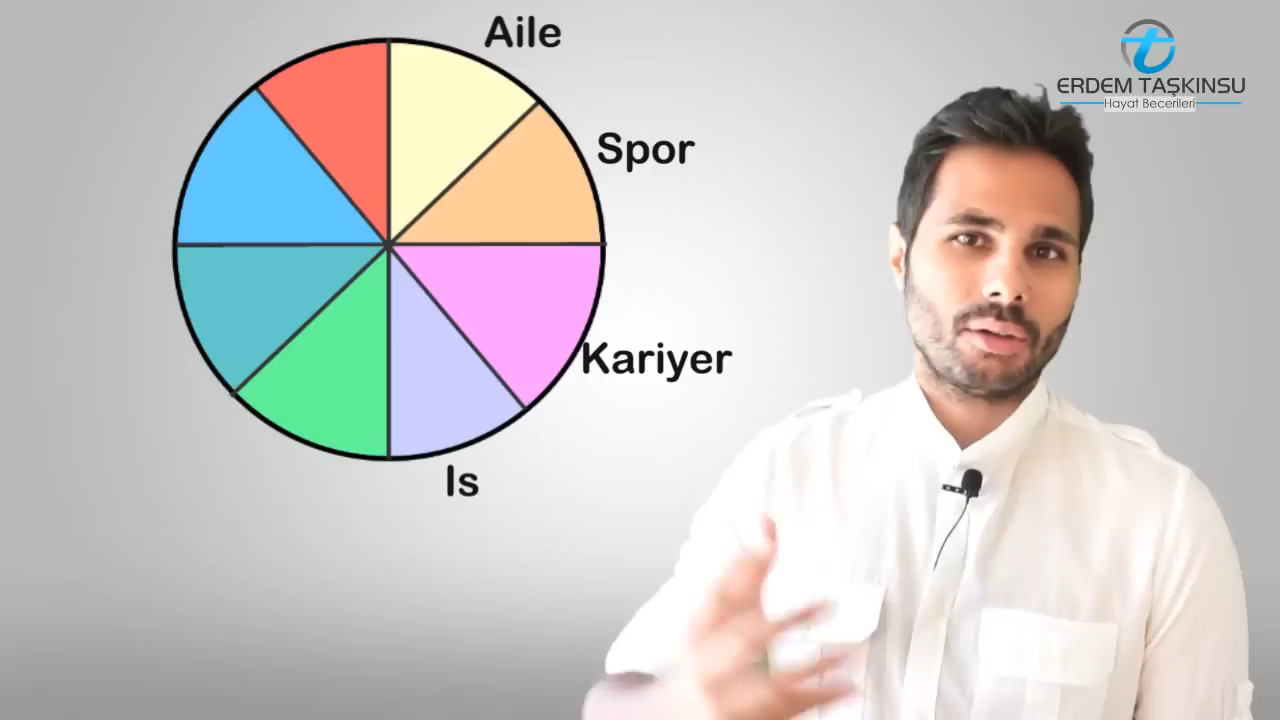 Aile
Spor
Kariyer
Is
ERDEM TAŞKINSU
Hayat Becerileri